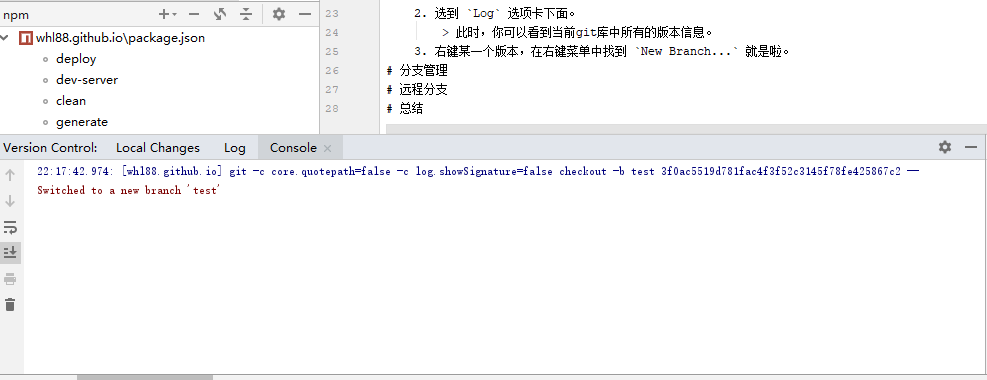 npm
whl88.github.io\package.json
deploy
dev-server
clean
generate
23 2. 选到 `Log` 选项卡下面。
24 > 此时，你可以看到当前git库中所有的版本信息。
25 3. 右键某一个版本，在右键菜单中找到 `New Branch...` 就是啦。
26 # 分支管理
27 # 远程分支
28 # 总结
Version Control: Local Changes Log Console
22:17:42.974: [whl88.github.io] git -c core.quotepath=false -c log.showSignature=false checkout -b test 3f0ac5519d781fac4f3f52c3145f78fe425867c2 --
Switched to a new branch 'test'